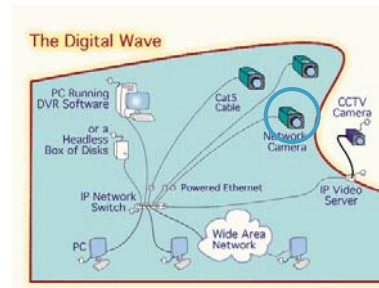 The Digital Wave
PC Running
DVR Software
or a
Headless
Box of Disks
Cat5
Cable
Network
Camera
CCTV
Camera
Powered Ethernet
IP Network
Switch
IP Video
Server
PC
Wide Area
Network